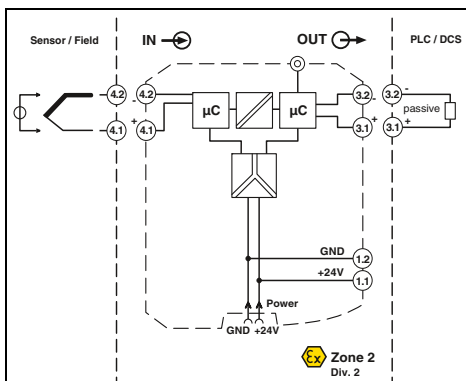 Sensor / Field
IN
OUT
PLC / DCS
4.2
- 4.2
µC
µC
3.2 -
3.2 -
passive
4.1
+ 4.1
3.1 +
3.1 +
GND
1.2
+24V
1.1
Power
GND +24V
Ex Zone 2
Div. 2